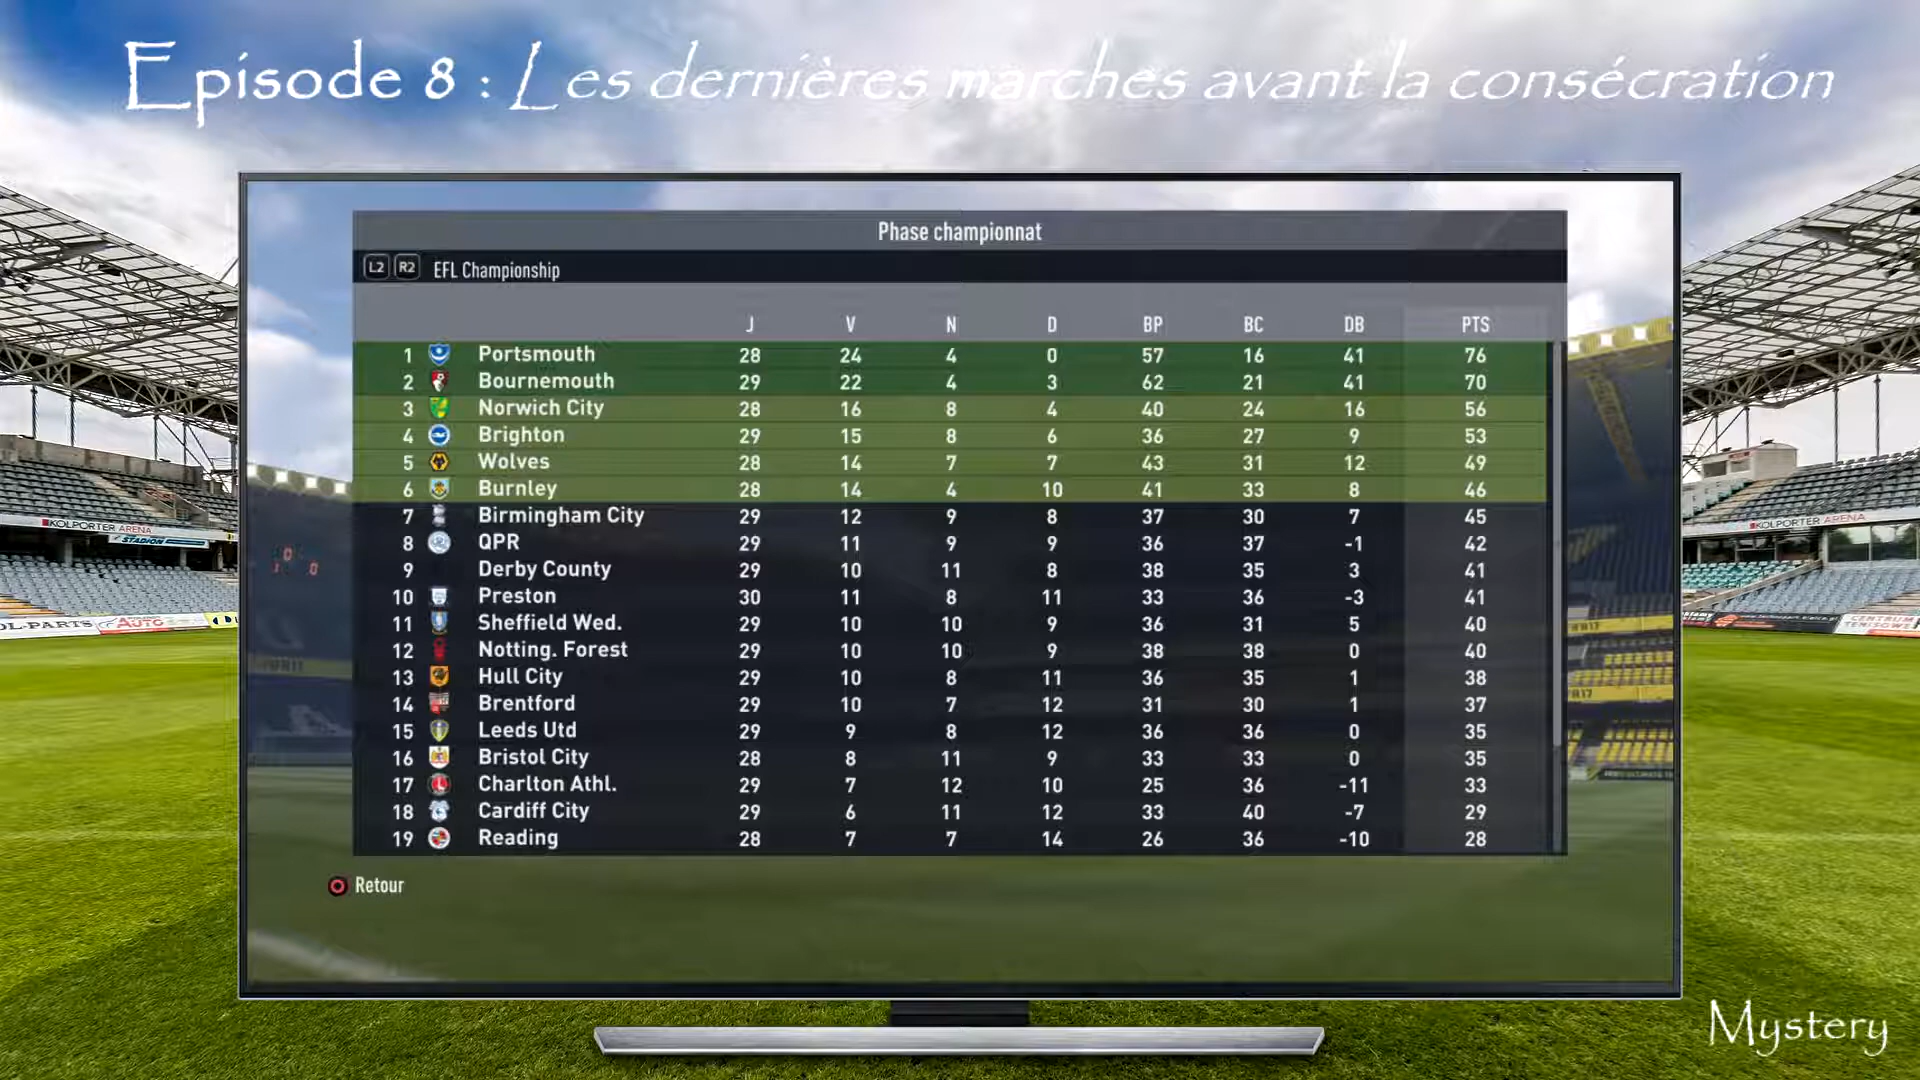 Episode 8 : Les dernières marches avant la consécration
Phase championnat
L2 R2 EFL Championship
J V N D BP BC DB PTS
1 Portsmouth 28 24 4 0 57 16 41 76
2 Bournemouth 29 22 4 3 62 21 41 70
3 Norwich City 28 16 8 4 40 24 16 56
4 Brighton 29 15 8 6 36 27 9 53
5 Wolves 28 14 7 7 43 31 12 49
6 Burnley 28 14 4 10 41 33 8 46
7 Birmingham City 29 12 9 8 37 30 7 45
8 QPR 29 11 9 9 36 37 -1 42
9 Derby County 29 10 11 8 38 35 3 41
10 Preston 30 11 8 11 33 36 -3 41
11 Sheffield Wed. 29 10 10 9 36 31 5 40
12 Notting. Forest 29 10 10 9 38 38 0 40
13 Hull City 29 10 8 11 36 35 1 38
14 Brentford 29 10 7 12 31 30 1 37
15 Leeds Utd 29 9 8 12 36 36 0 35
16 Bristol City 28 8 11 9 33 33 0 35
17 Charlton Athl. 29 7 12 10 25 36 -11 33
18 Cardiff City 29 6 11 12 33 40 -7 29
19 Reading 28 7 7 14 26 36 -10 28
Retour
KOLPORTER ARENA
STADION
KOLPORTER ARENA
OL-PARTS
AUTO
CENTRUM
TENISOWE
Mystery